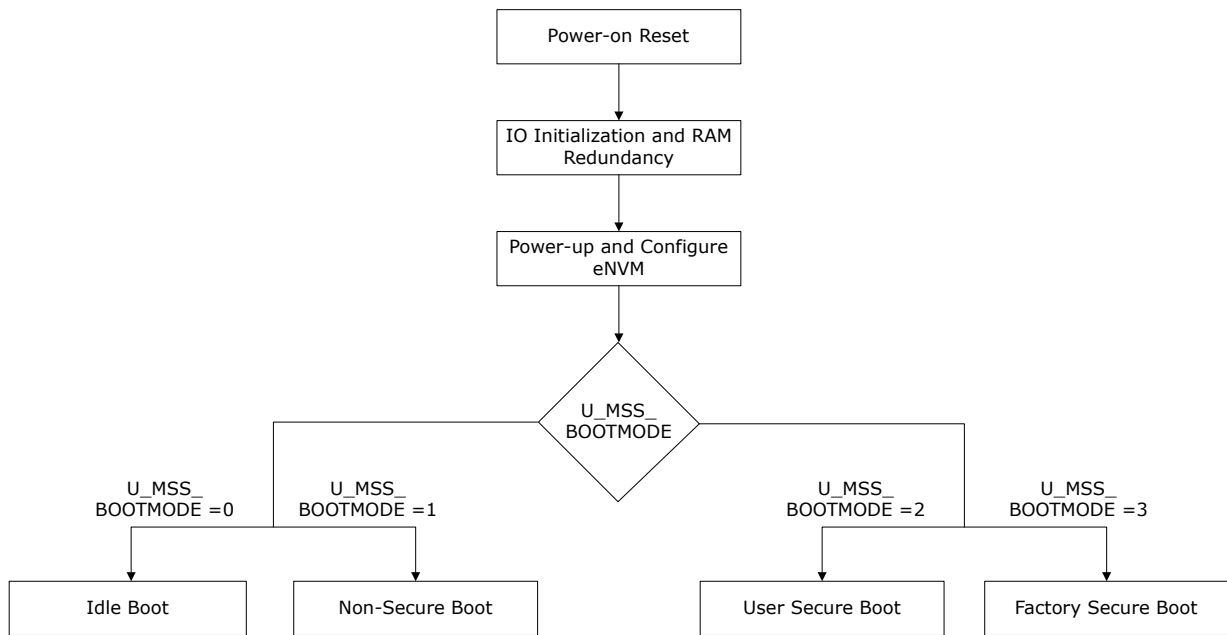 Power-on Reset
IO Initialization and RAM
Redundancy
Power-up and Configure
eNVM
U_MSS_
BOOTMODE
U_MSS_
BOOTMODE =0
U_MSS_
BOOTMODE =1
U_MSS_
BOOTMODE =2
U_MSS_
BOOTMODE =3
Idle Boot
Non-Secure Boot
User Secure Boot
Factory Secure Boot